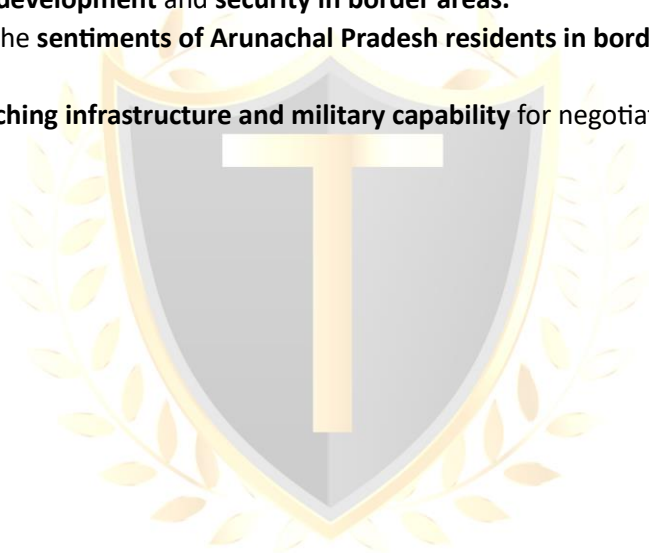 development and security in border areas.
he sentiments of Arunachal Pradesh residents in bord
ching infrastructure and military capability for negotiat
T